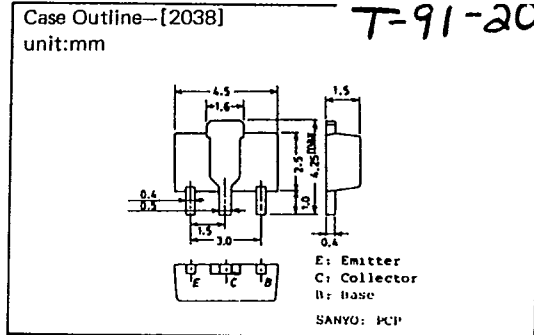 Case Outline—[2038]
T-91-20
unit:mm
4.5
1.6
1.5
2.5
4.25max
1.0
0.4
0.5
1.5
3.0
0.4
E: Emitter
C: Collector
B: Base
E C B
SANYO: PCP